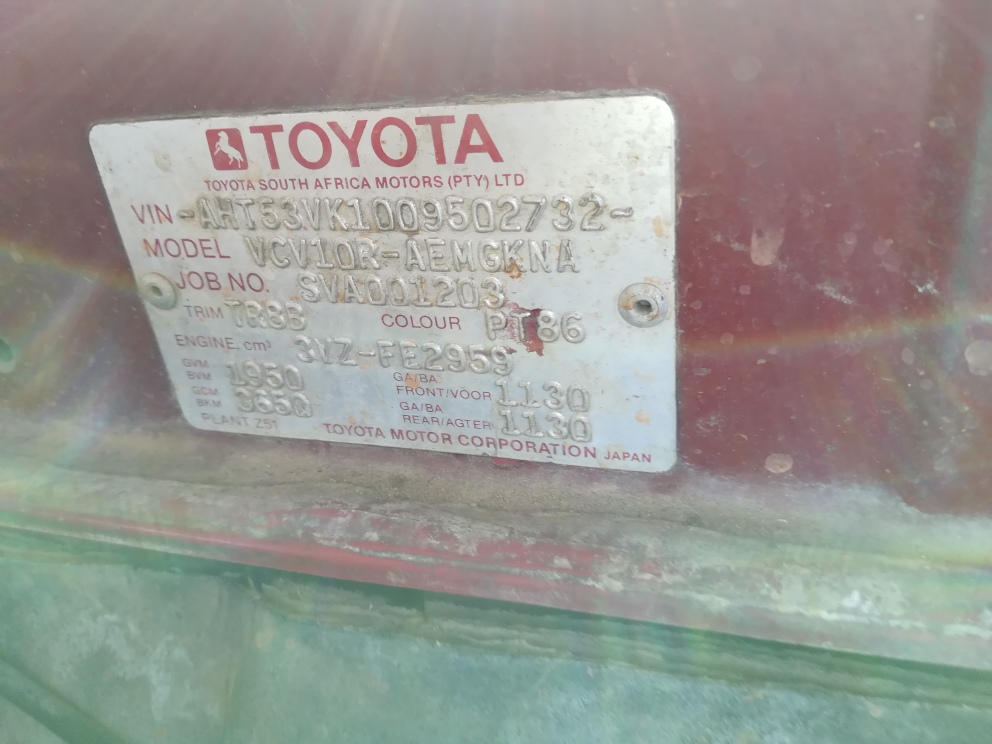 TOYOTA
TOYOTA SOUTH AFRICA MOTORS (PTY) LTD
VIN -AHT53VK1009502732-
MODEL VCV10R-AEMGKNA
JOB NO. SVA001203
TRIM TR8B COLOUR PT86
ENGINE, cm³ 3VZ-FE2959
GVM
BVM 1950 GA/BA FRONT/VÓOR 1130
GCM
BKM 3650 GA/BA REAR/AGTER 1130
PLANT Z51 TOYOTA MOTOR CORPORATION JAPAN